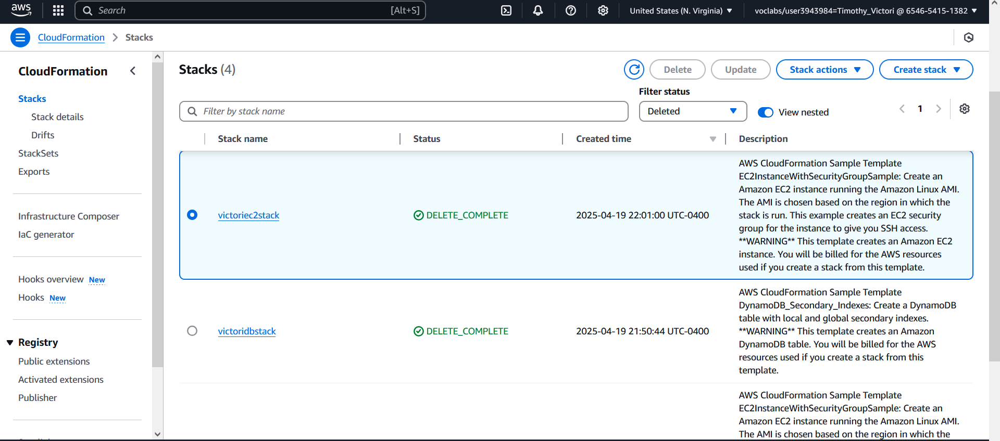 aws
Search [Alt+S]
United States (N. Virginia) ▼
voclabs/user3943984=Timothy_Victori @ 6546-5415-1382 ▼
CloudFormation > Stacks
CloudFormation
Stacks
Stack details
Drifts
StackSets
Exports
Infrastructure Composer
IaC generator
Hooks overview New
Hooks New
Registry
Public extensions
Activated extensions
Publisher
Stacks (4)
Delete
Update
Stack actions
Create stack
Filter by stack name
Filter status
Deleted
View nested
1
Stack name Status Created time Description
victoriec2stack
DELETE_COMPLETE
2025-04-19 22:01:00 UTC-0400
AWS CloudFormation Sample Template
EC2InstanceWithSecurityGroupSample: Create an
Amazon EC2 instance running the Amazon Linux AMI.
The AMI is chosen based on the region in which the
stack is run. This example creates an EC2 security
group for the instance to give you SSH access.
**WARNING** This template creates an Amazon EC2
instance. You will be billed for the AWS resources
used if you create a stack from this template.
victoridbstack
DELETE_COMPLETE
2025-04-19 21:50:44 UTC-0400
AWS CloudFormation Sample Template
DynamoDB_Secondary_Indexes: Create a DynamoDB
table with local and global secondary indexes.
**WARNING** This template creates an Amazon
DynamoDB table. You will be billed for the AWS
resources used if you create a stack from this
template.
AWS CloudFormation Sample Template
EC2InstanceWithSecurityGroupSample: Create an
Amazon EC2 instance running the Amazon Linux AMI.
The AMI is chosen based on the region in which the